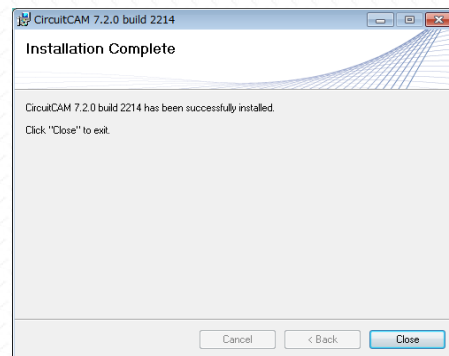 CircuitCAM 7.2.0 build 2214
Installation Complete
CircuitCAM 7.2.0 build 2214 has been successfully installed.
Click "Close" to exit.
Cancel
< Back
Close